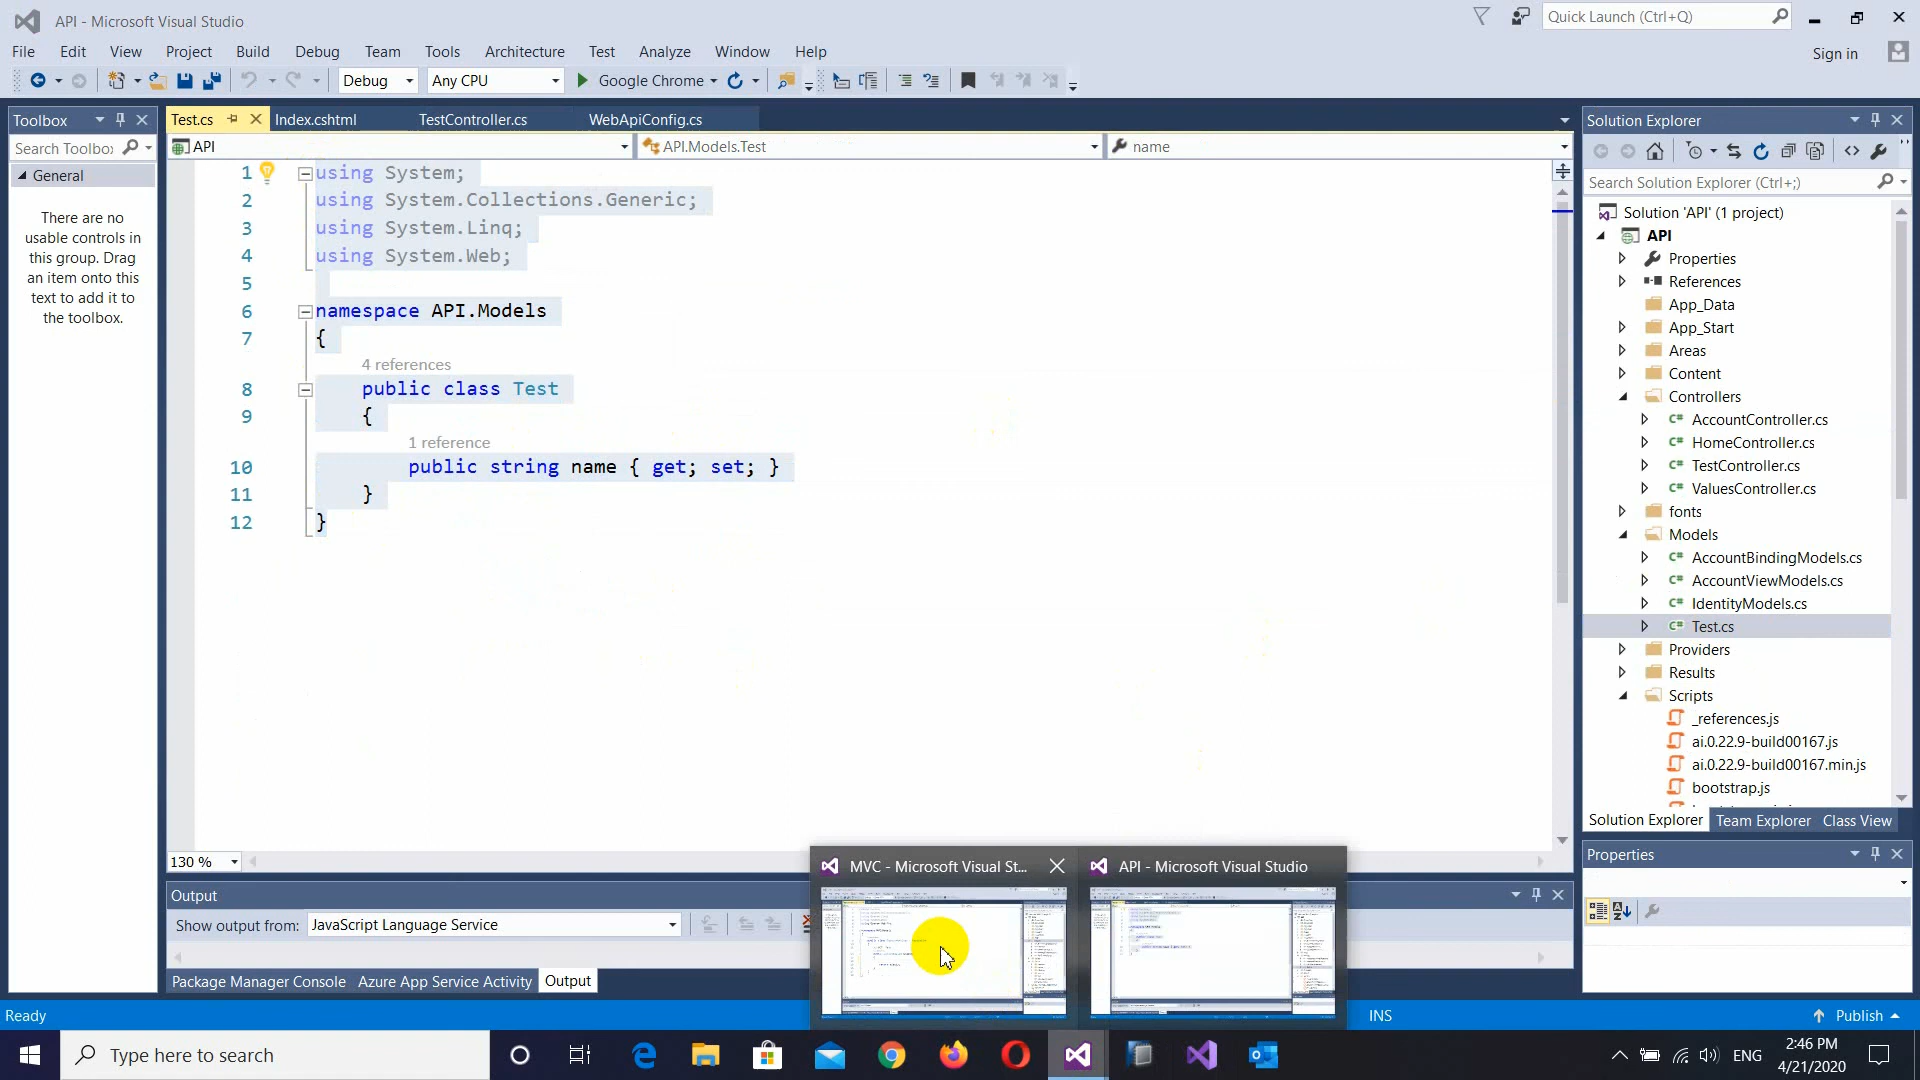 API - Microsoft Visual Studio
Quick Launch (Ctrl+Q)
File Edit View Project Build Debug Team Tools Architecture Test Analyze Window Help
Sign in
Debug Any CPU Google Chrome
Toolbox
Search Toolbo
General
There are no
usable controls in
this group. Drag
an item onto this
text to add it to
the toolbox.
Test.cs Index.cshtml TestController.cs WebApiConfig.cs
API API.Models.Test name
1 using System;
2 using System.Collections.Generic;
3 using System.Linq;
4 using System.Web;
5
6 namespace API.Models
7 {
4 references
8 public class Test
9 {
1 reference
10 public string name { get; set; }
11 }
12 }
130 %
Solution Explorer
Search Solution Explorer (Ctrl+;)
Solution 'API' (1 project)
API
Properties
References
App_Data
App_Start
Areas
Content
Controllers
AccountController.cs
HomeController.cs
TestController.cs
ValuesController.cs
fonts
Models
AccountBindingModels.cs
AccountViewModels.cs
IdentityModels.cs
Test.cs
Providers
Results
Scripts
_references.js
ai.0.22.9-build00167.js
ai.0.22.9-build00167.min.js
bootstrap.js
Solution Explorer Team Explorer Class View
Properties
Output
Show output from: JavaScript Language Service
Package Manager Console Azure App Service Activity Output
MVC - Microsoft Visual St...
API - Microsoft Visual Studio
Ready
INS
Publish
Type here to search
ENG
2:46 PM
4/21/2020